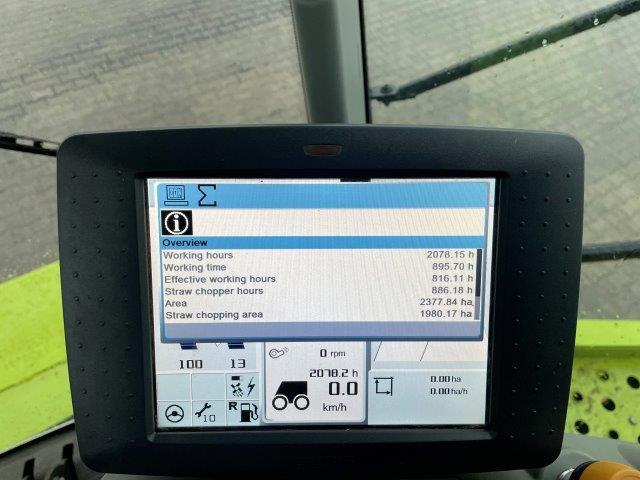 Overview
Working hours 2078.15 h
Working time 895.70 h
Effective working hours 816.11 h
Straw chopper hours 886.18 h
Area 2377.84 ha
Straw chopping area 1980.17 ha
100 13 0 rpm
2078.2 h
0.0 0.00 ha
0.00 ha/h
km/h
10 R